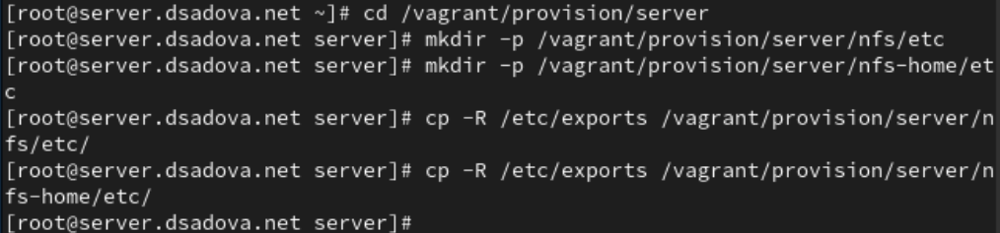 [root@server.dsadova.net ~]# cd /vagrant/provision/server
[root@server.dsadova.net server]# mkdir -p /vagrant/provision/server/nfs/etc
[root@server.dsadova.net server]# mkdir -p /vagrant/provision/server/nfs-home/et
c
[root@server.dsadova.net server]# cp -R /etc/exports /vagrant/provision/server/n
fs/etc/
[root@server.dsadova.net server]# cp -R /etc/exports /vagrant/provision/server/n
fs-home/etc/
[root@server.dsadova.net server]#